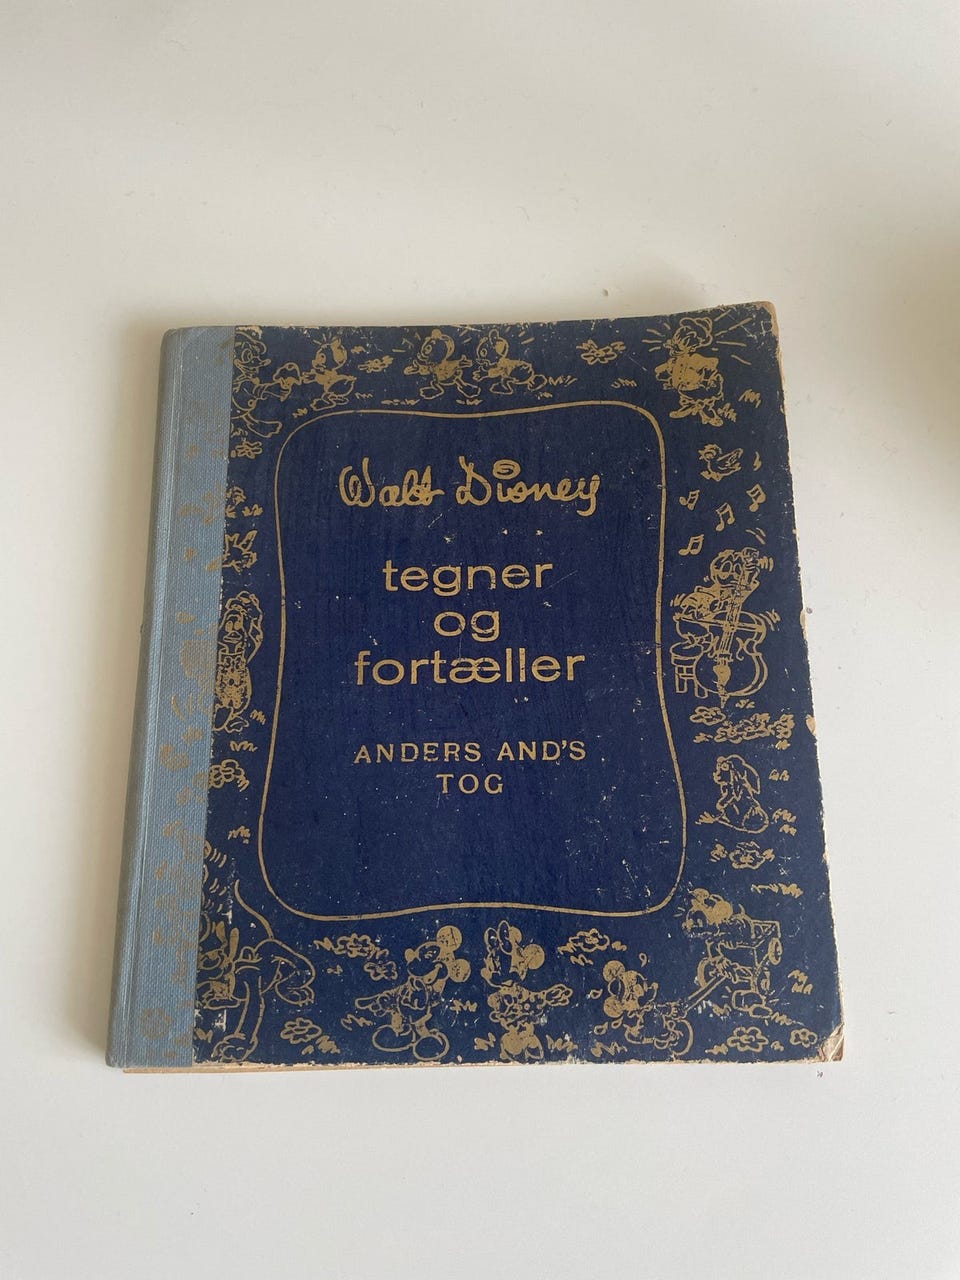 Walt Disney
tegner
og
fortæller
ANDERS AND'S
TOG